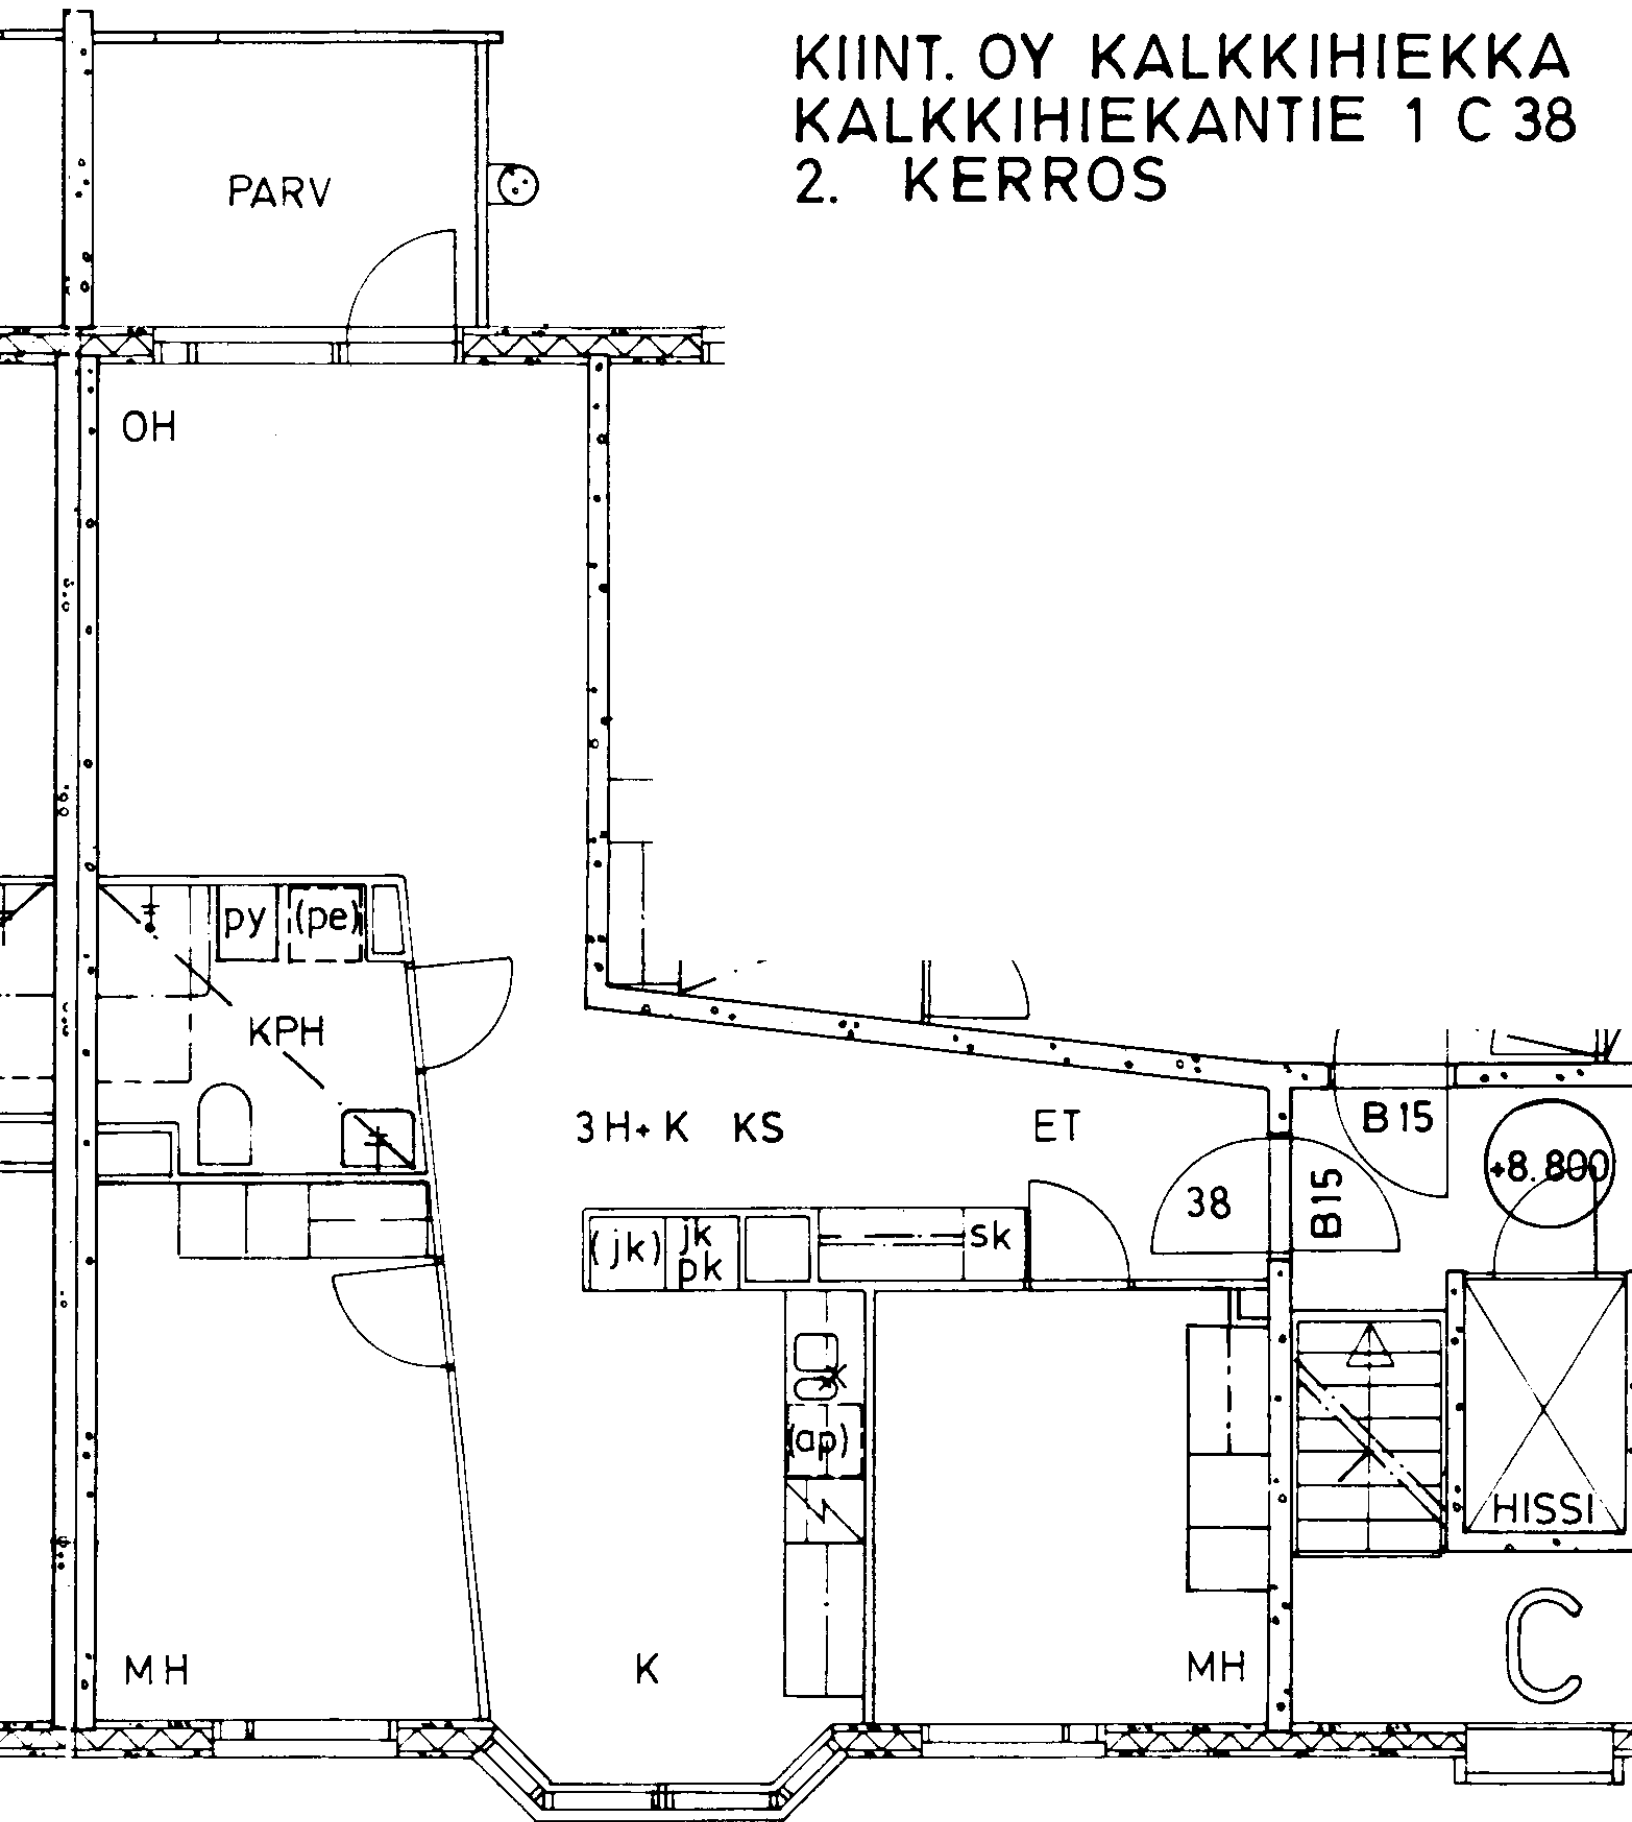 KIINT. OY KALKKIHIEKKA
KALKKIHIEKANTIE 1 C 38
2. KERROS
PARV
OH
py (pe)
KPH
3H+K KS ET
B15
+8.800
38
B15
(jk) jk
pk
sk
(ap)
HISSI
MH
K
MH
C